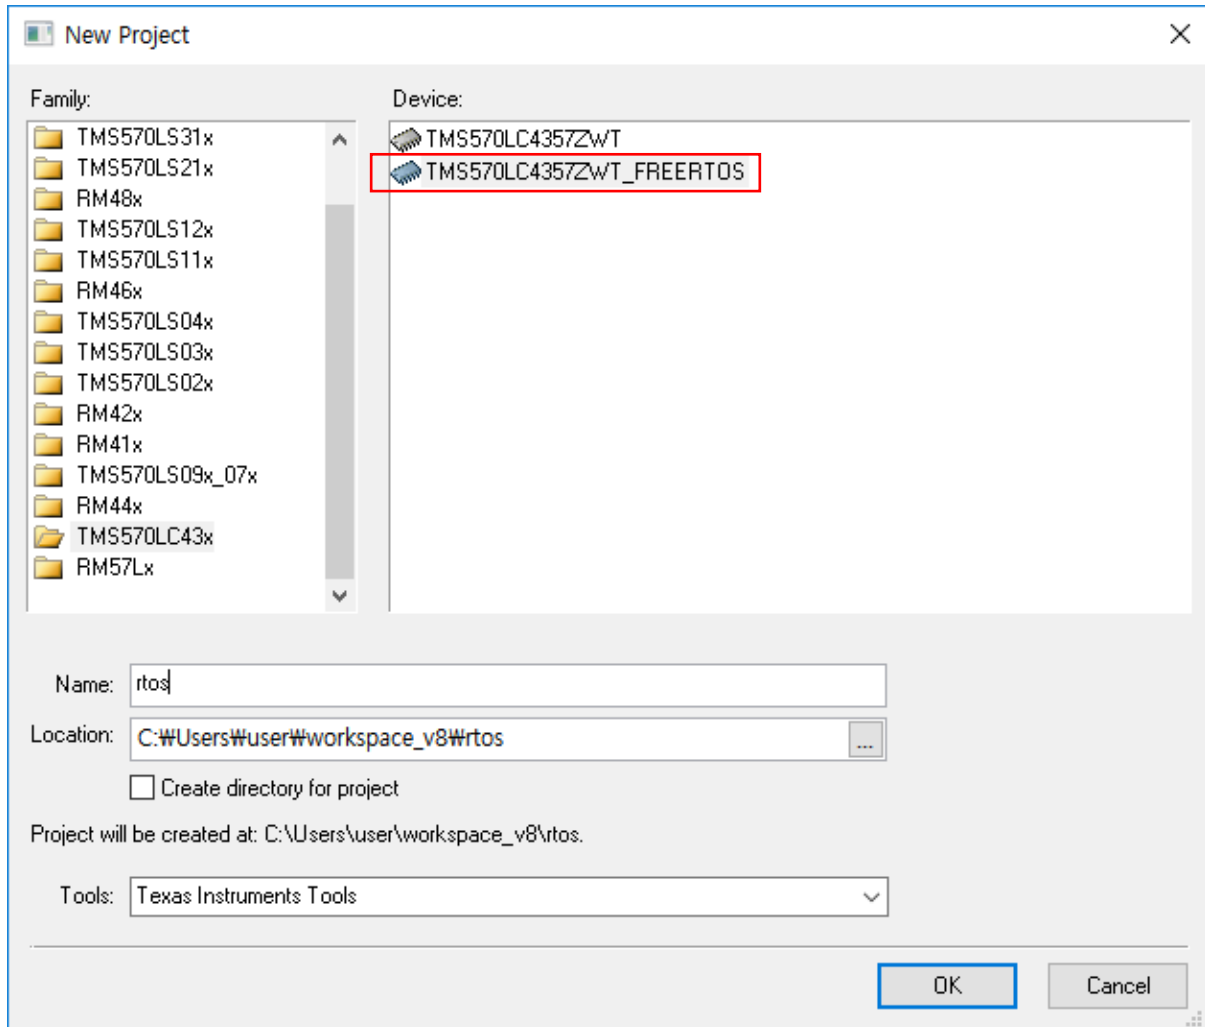 New Project
Family:
Device:
TMS570LS31x
TMS570LS21x
RM48x
TMS570LS12x
TMS570LS11x
RM46x
TMS570LS04x
TMS570LS03x
TMS570LS02x
RM42x
RM41x
TMS570LS09x_07x
RM44x
TMS570LC43x
RM57Lx
TMS570LC4357ZWT
TMS570LC4357ZWT_FREERTOS
Name: rtos
Location: C:₩Users₩user₩workspace_v8₩rtos ...
Create directory for project
Project will be created at: C:\Users\user\workspace_v8\rtos.
Tools: Texas Instruments Tools
OK Cancel